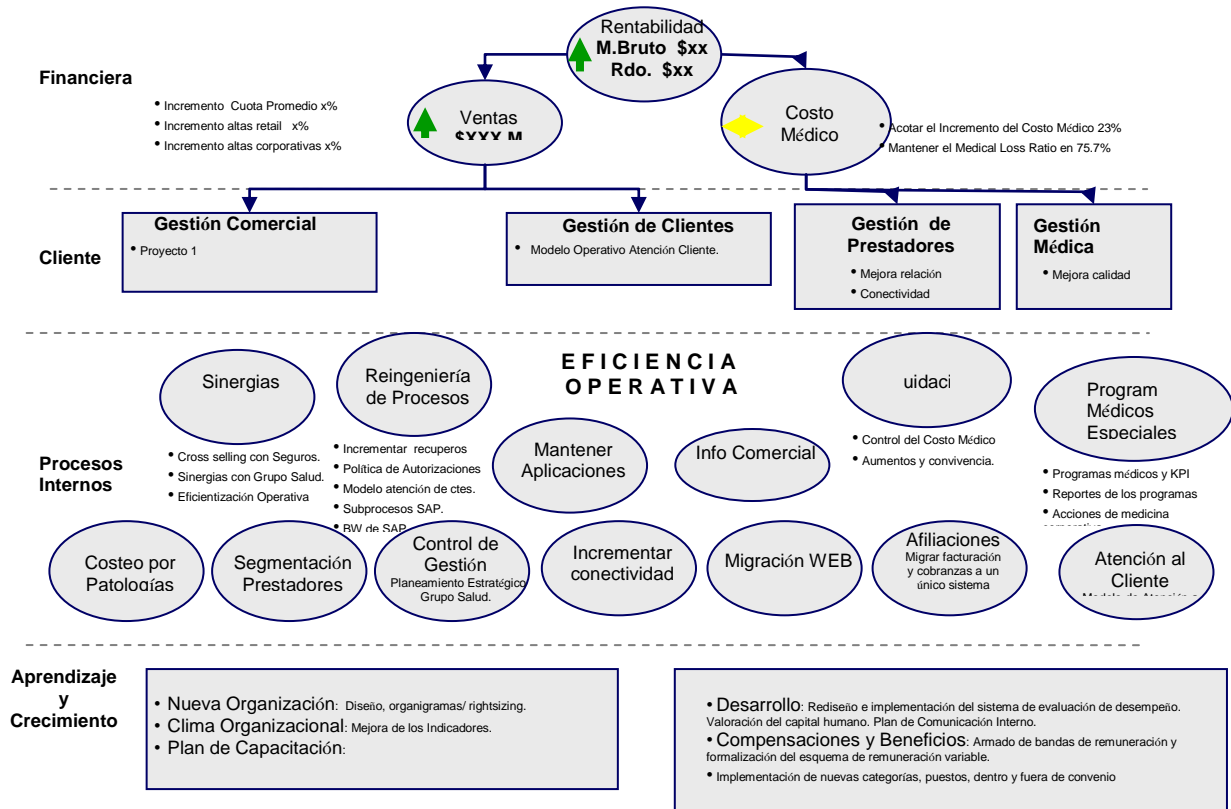 Rentabilidad
M.Bruto $xx
Rdo. $xx
Financiera
• Incremento Cuota Promedio x%
• Incremento altas retail x%
• Incremento altas corporativas x%
Ventas
$XXX M
Costo
Médico
• Acotar el Incremento del Costo Médico 23%
• Mantener el Medical Loss Ratio en 75.7%
Cliente
Gestión Comercial
• Proyecto 1
Gestión de Clientes
• Modelo Operativo Atención Cliente.
Gestión de
Prestadores
• Mejora relación
• Conectividad
Gestión
Médica
• Mejora calidad
EFICIENCIA
OPERATIVA
Procesos
Internos
Sinergias
• Cross selling con Seguros.
• Sinergias con Grupo Salud.
• Eficientización Operativa
Reingeniería
de Procesos
• Incrementar recuperos
• Política de Autorizaciones
• Modelo atención de ctes.
• Subprocesos SAP.
• BW de SAP
Mantener
Aplicaciones
Info Comercial
uidaci
• Control del Costo Médico
• Aumentos y convivencia.
Program
Médicos
Especiales
• Programas médicos y KPI
• Reportes de los programas
• Acciones de medicina
Costeo por
Patologías
Segmentación
Prestadores
Control de
Gestión
Planeamiento Estratégico
Grupo Salud.
Incrementar
conectividad
Migración WEB
Afiliaciones
Migrar facturación
y cobranzas a un
único sistema
Atención al
Cliente
Aprendizaje
y
Crecimiento
• Nueva Organización: Diseño, organigramas/ rightsizing.
• Clima Organizacional: Mejora de los Indicadores.
• Plan de Capacitación:
• Desarrollo: Rediseño e implementación del sistema de evaluación de desempeño.
Valoración del capital humano. Plan de Comunicación Interno.
• Compensaciones y Beneficios: Armado de bandas de remuneración y
formalización del esquema de remuneración variable.
• Implementación de nuevas categorías, puestos, dentro y fuera de convenio